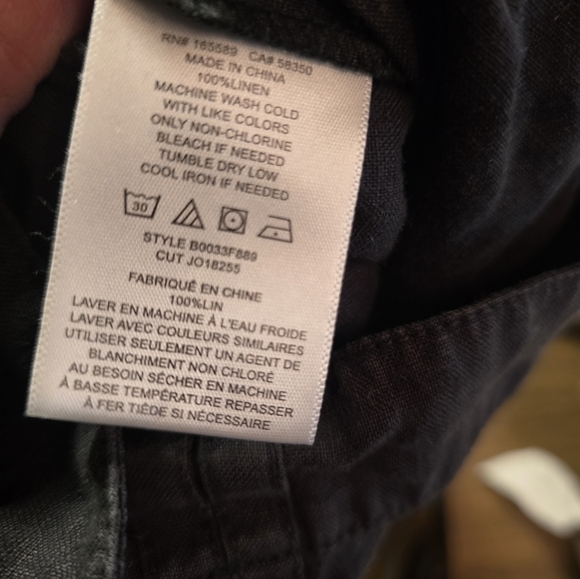 RN# 165589 CA# 58350
MADE IN CHINA
100%LINEN
MACHINE WASH COLD
WITH LIKE COLORS
ONLY NON-CHLORINE
BLEACH IF NEEDED
TUMBLE DRY LOW
COOL IRON IF NEEDED
30
STYLE B0033F889
CUT JO18255
FABRIQUÉ EN CHINE
100%LIN
LAVER EN MACHINE À L'EAU FROIDE
LAVER AVEC COULEURS SIMILAIRES
UTILISER SEULEMENT UN AGENT DE
BLANCHIMENT NON CHLORÉ
AU BESOIN SÉCHER EN MACHINE
À BASSE TEMPÉRATURE REPASSER
À FER TIÉDE SI NÉCESSAIRE